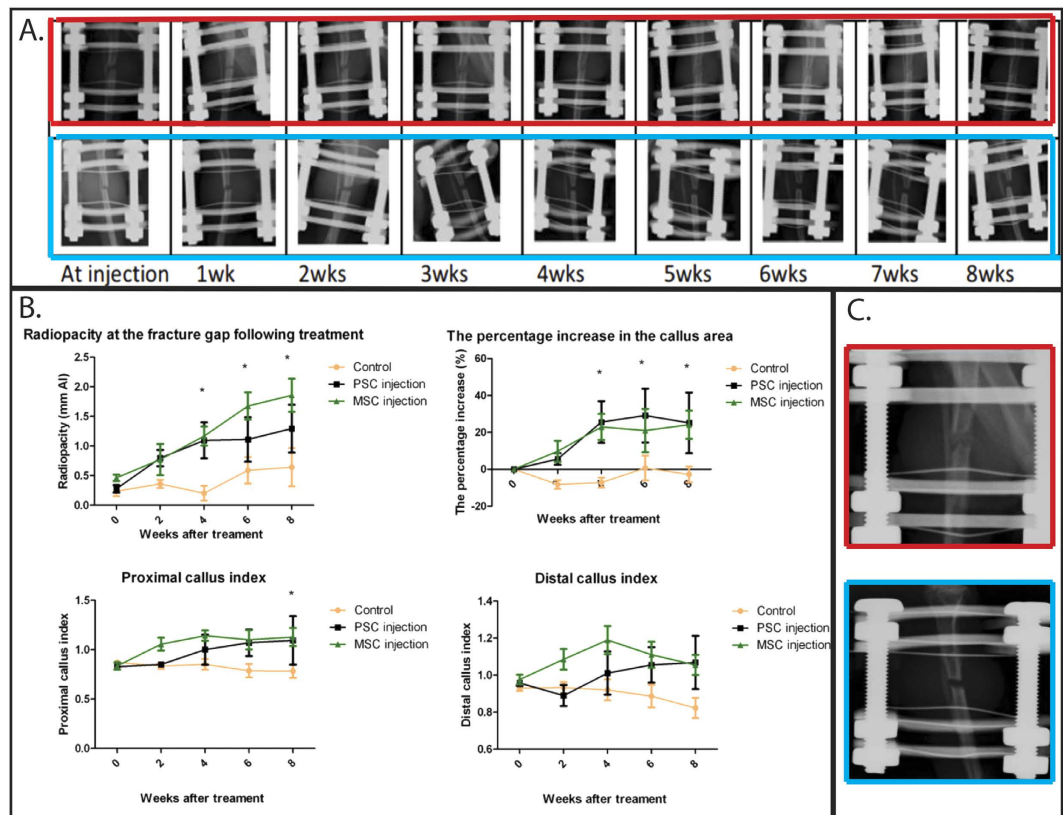 A.
At injection 1wk 2wks 3wks 4wks 5wks 6wks 7wks 8wks
B.
Radiopacity at the fracture gap following treatment
Radiopacity (mm Al)
2.5
2.0
1.5
1.0
0.5
0.0
* * *
0 2 4 6 8
Weeks after treament
Control
PSC injection
MSC injection
The percentage increase in the callus area
The percentage increase (%)
60
40
20
0
-20
* * *
Weeks after treament
Control
PSC injection
MSC injection
Proximal callus index
Proximal callus index
1.5
1.0
0.5
0.0
*
0 2 4 6 8
Weeks after treament
Control
PSC injection
MSC injection
Distal callus index
Distal callus index
1.4
1.2
1.0
0.8
0.6
0 2 4 6 8
Weeks after treament
Control
PSC injection
MSC injection
C.